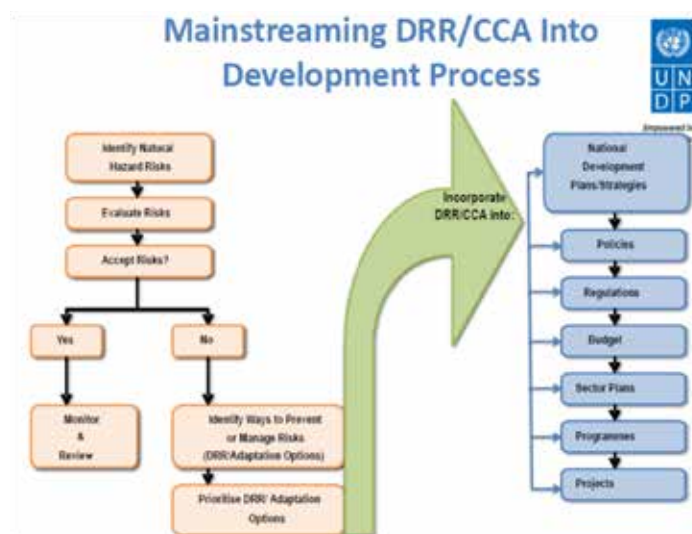 Mainstreaming DRR/CCA Into
Development Process
U N
D P
Identify Natural
Hazard Risks
Evaluate Risks
Accept Risks?
Yes
No
Monitor
&
Review
Identify Ways to Prevent
or Manage Risks
(DRR/Adaptation Options)
Prioritise DRR/ Adaptation
Options
Incorporate
DRR/CCA into:
National
Development
Plans/Strategies
Policies
Regulations
Budget
Sector Plans
Programmes
Projects